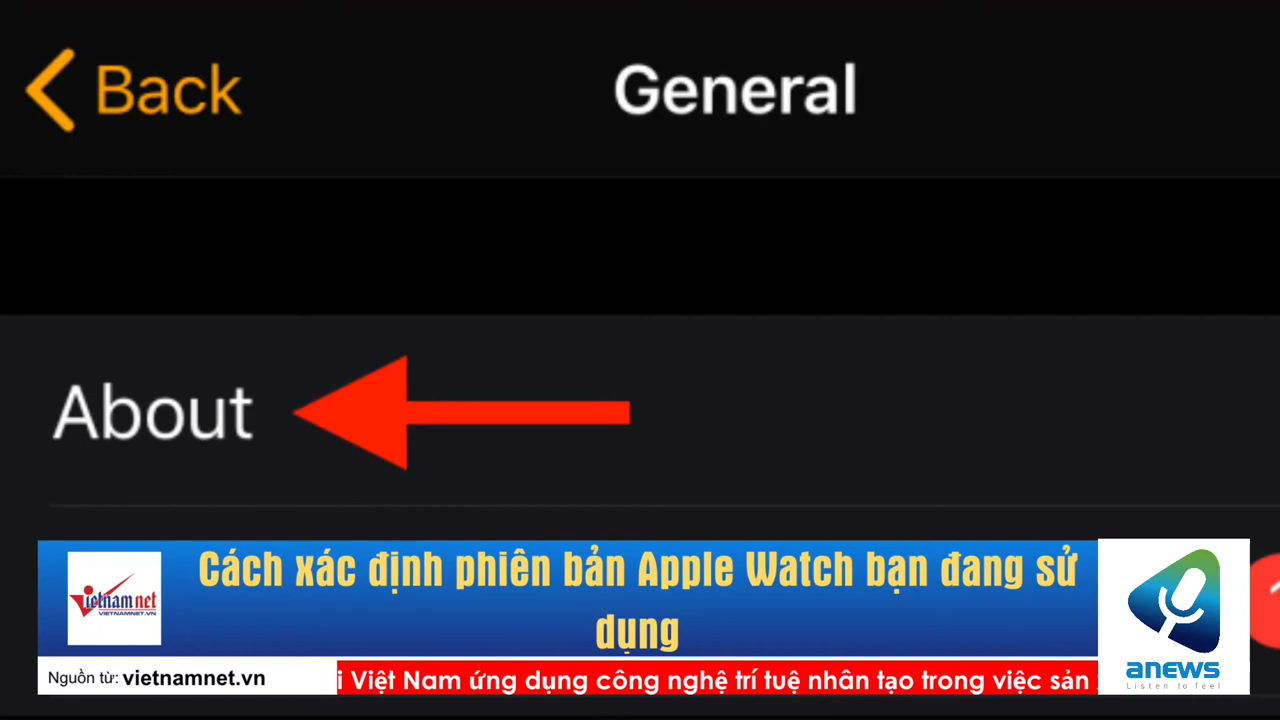 Back
General
About
Cách xác định phiên bản Apple Watch bạn đang sử
dụng
Vietnamnet
VIETNAMNET.VN
Nguồn từ: vietnamnet.vn
i Việt Nam ứng dụng công nghệ trí tuệ nhân tạo trong việc sản
anews
Listen to feel